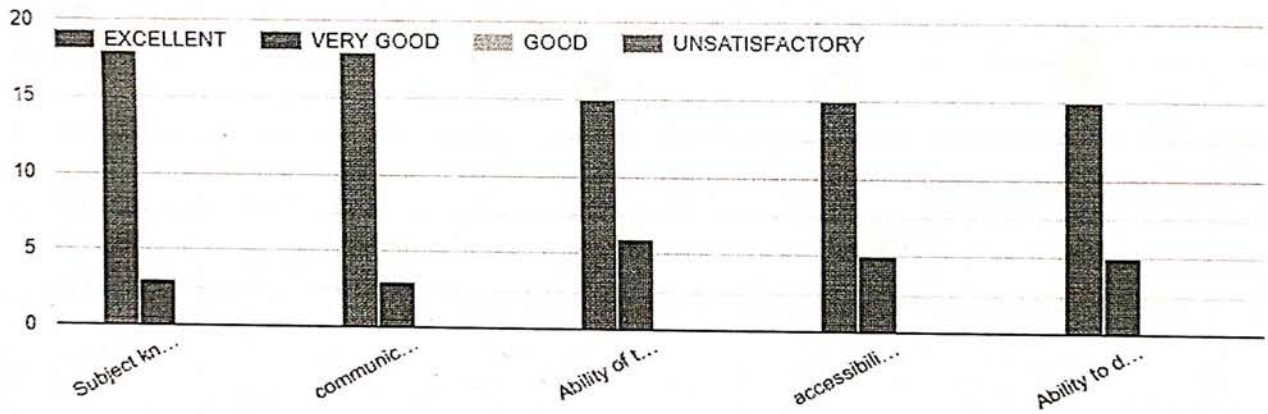 20
EXCELLENT VERY GOOD GOOD UNSATISFACTORY
15
10
5
0
Subject kn...
communic...
Ability of t...
accessibili...
Ability to d...